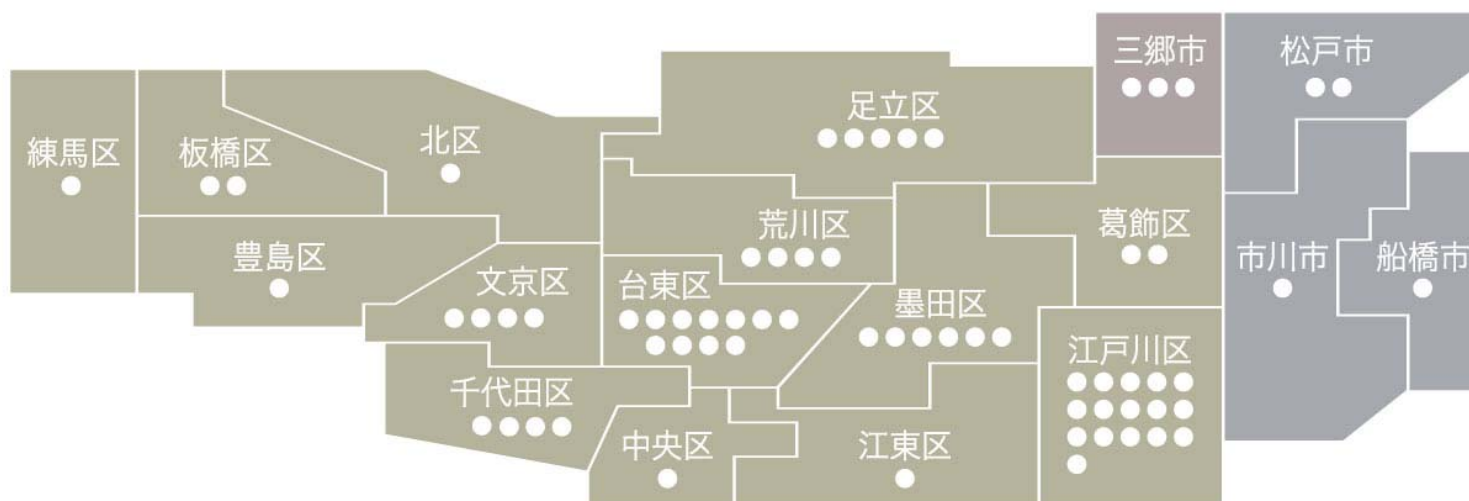 三郷市
松戸市
足立区
練馬区
板橋区
北区
荒川区
葛飾区
豊島区
文京区
台東区
墨田区
市川市
船橋市
千代田区
江戸川区
中央区
江東区